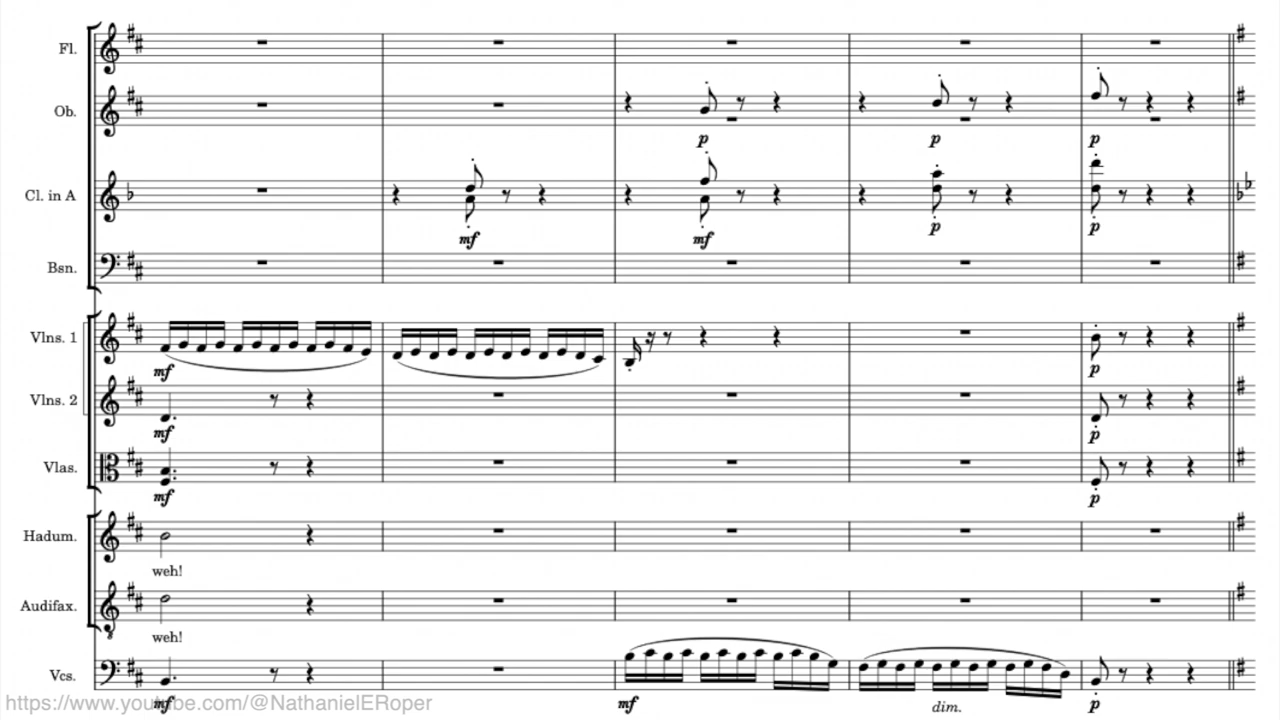 Fl.
Ob.
p p p
Cl. in A
mf mf p p
Bsn.
Vlns. 1
mf p
Vlns. 2
mf p
Vlas.
mf p
Hadum.
weh!
Audifax.
weh!
Vcs.
mf mf dim. p
https://www.youtube.com/@NathanielERoper